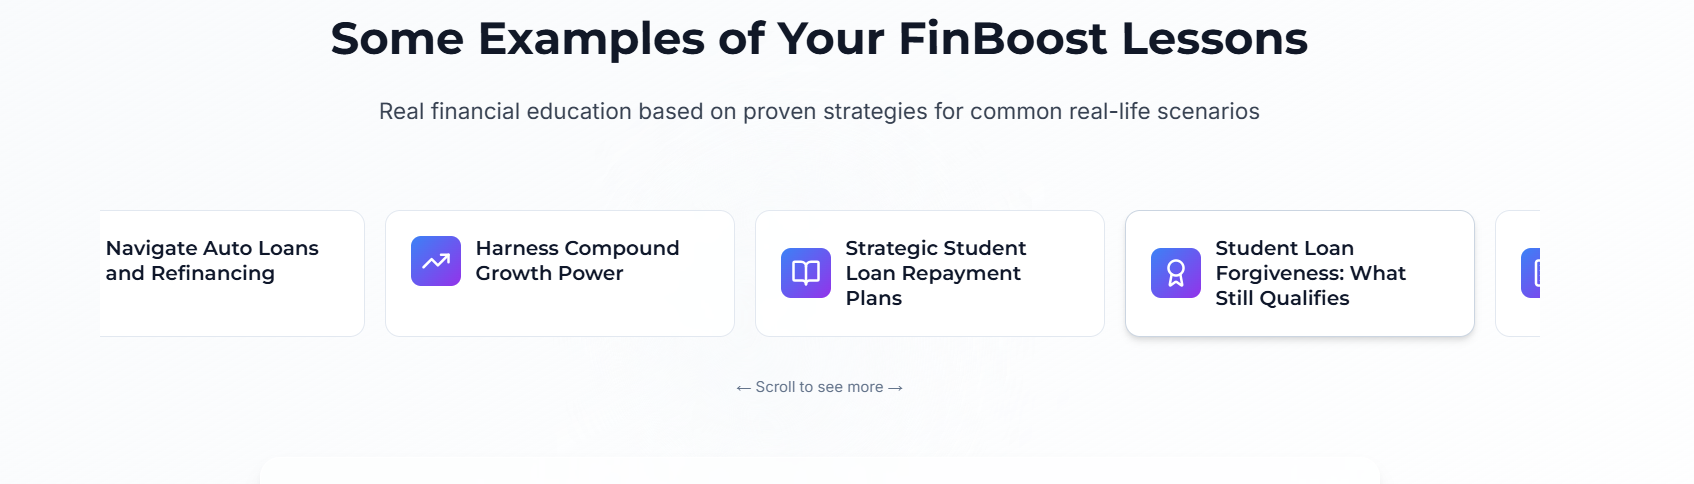 Some Examples of Your FinBoost Lessons
Real financial education based on proven strategies for common real-life scenarios
Navigate Auto Loans
and Refinancing
Harness Compound
Growth Power
Strategic Student
Loan Repayment
Plans
Student Loan
Forgiveness: What
Still Qualifies
← Scroll to see more →